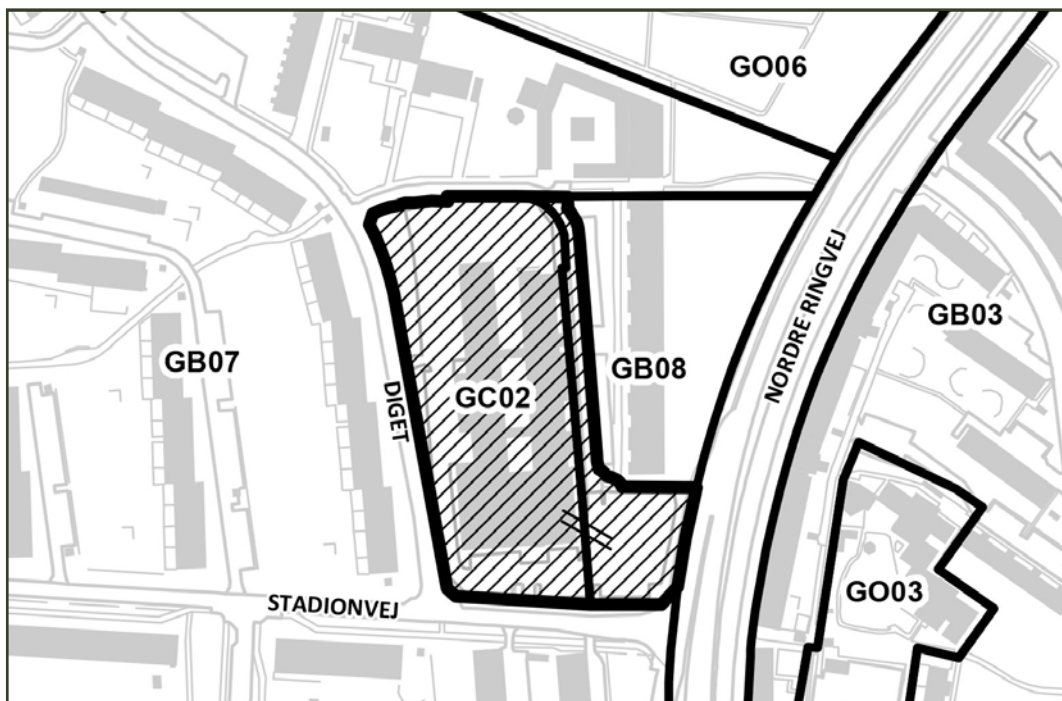 GO06
NORDRE RINGVEJ
GB03
GB07
GB08
DIGET
GC02
GO03
STADIONVEJ